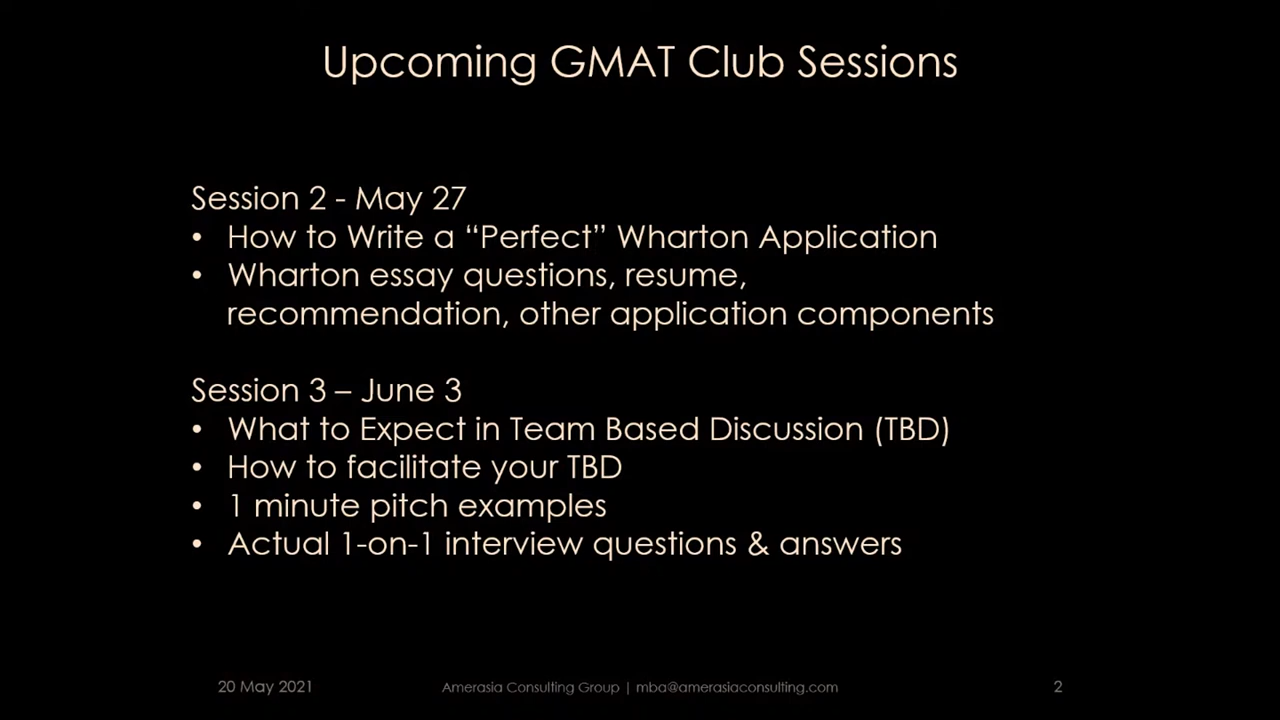 Upcoming GMAT Club Sessions
Session 2 - May 27
• How to Write a “Perfect” Wharton Application
• Wharton essay questions, resume,
recommendation, other application components
Session 3 – June 3
• What to Expect in Team Based Discussion (TBD)
• How to facilitate your TBD
• 1 minute pitch examples
• Actual 1-on-1 interview questions & answers
20 May 2021
Amerasia Consulting Group | mba@amerasiaconsulting.com
2